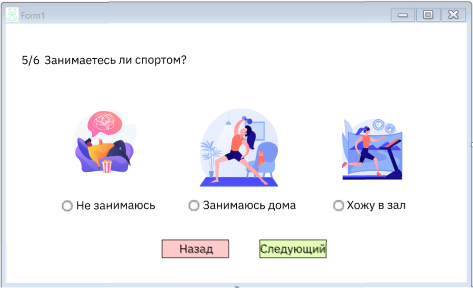 Form1
5/6 Занимаетесь ли спортом?
Не занимаюсь
Занимаюсь дома
Хожу в зал
Назад
Следующий